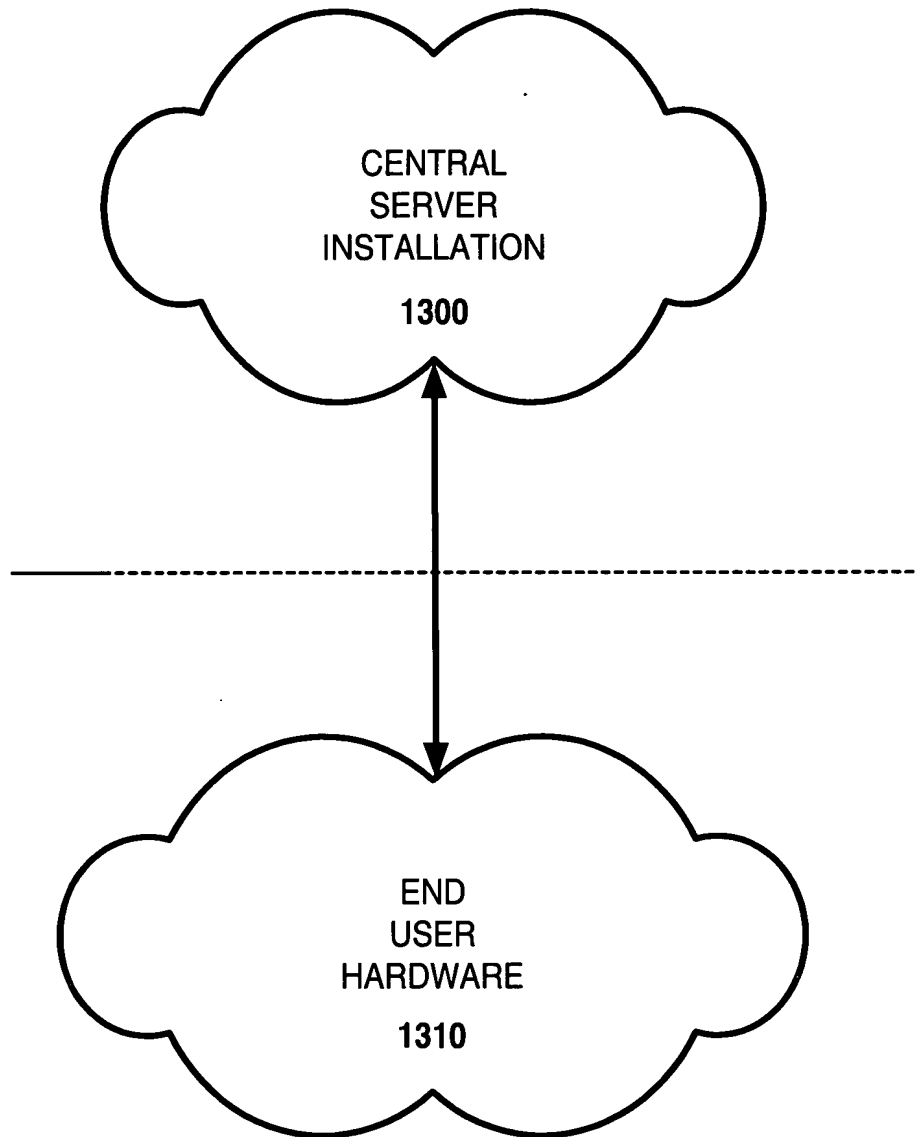 CENTRAL
SERVER
INSTALLATION
1300
END
USER
HARDWARE
1310